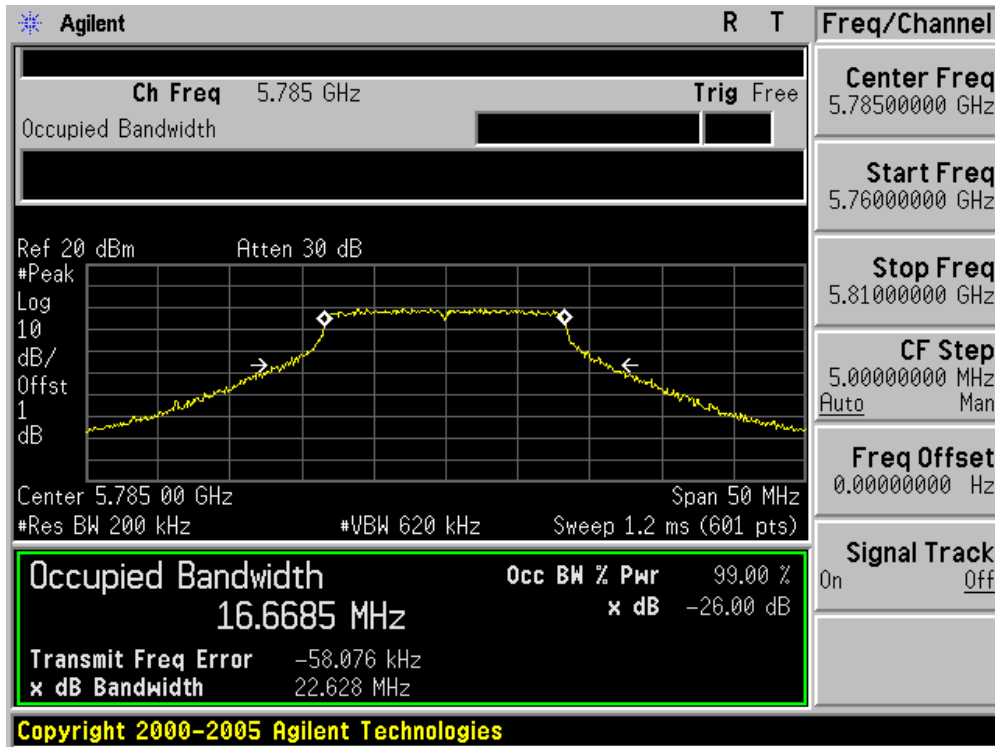 Agilent R T
Freq/Channel
Ch Freq 5.785 GHz Trig Free
Occupied Bandwidth
Center Freq
5.78500000 GHz
Start Freq
5.76000000 GHz
Stop Freq
5.81000000 GHz
CF Step
5.00000000 MHz
Auto Man
Freq Offset
0.00000000 Hz
Signal Track
On Off
Ref 20 dBm Atten 30 dB
#Peak
Log
10
dB/
Offst
1
dB
Center 5.785 00 GHz Span 50 MHz
#Res BW 200 kHz #VBW 620 kHz Sweep 1.2 ms (601 pts)
Occupied Bandwidth Occ BW % Pwr 99.00 %
16.6685 MHz x dB -26.00 dB
Transmit Freq Error -58.076 kHz
x dB Bandwidth 22.628 MHz
Copyright 2000-2005 Agilent Technologies